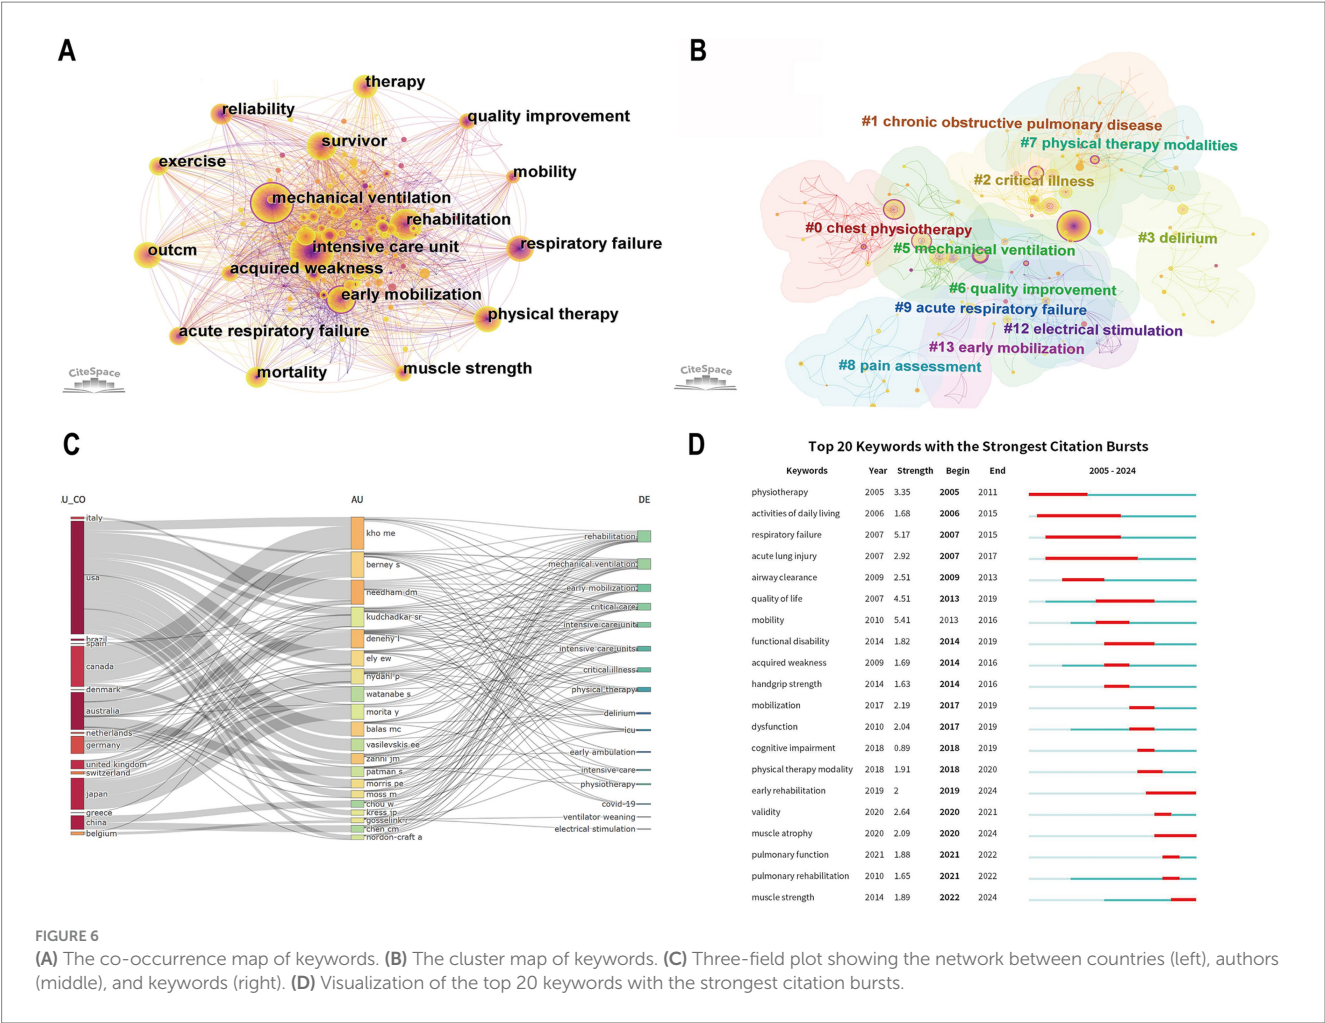 A
therapy
reliability
quality improvement
survivor
exercise
mobility
mechanical ventilation
rehabilitation
outcm
intensive care unit
respiratory failure
acquired weakness
early mobilization
physical therapy
acute respiratory failure
mortality
muscle strength
CiteSpace
B
#1 chronic obstructive pulmonary disease
#7 physical therapy modalities
#2 critical illness
#0 chest physiotherapy
#3 delirium
#5 mechanical ventilation
#6 quality improvement
#9 acute respiratory failure
#12 electrical stimulation
#13 early mobilization
#8 pain assessment
CiteSpace
C
U_CO
AU
DE
italy
usa
brazil
spain
canada
denmark
australia
netherlands
germany
united kingdom
switzerland
japan
greece
china
belgium
kho me
berney s
needham dm
kudchadkar sr
denehy l
ely ew
nydahl p
watanabe s
morita y
balas mc
vasilevskis ee
zanni jm
patman s
morris pe
moss m
chou w
kress jp
gosselink r
chen cm
nordon-craft a
rehabilitation
mechanical ventilation
early mobilization
critical care
intensive care unit
intensive care units
critical illness
physical therapy
delirium
icu
early ambulation
intensive care
physiotherapy
covid-19
ventilator weaning
electrical stimulation
D
Top 20 Keywords with the Strongest Citation Bursts
Keywords Year Strength Begin End 2005 - 2024
physiotherapy 2005 3.35 2005 2011
activities of daily living 2006 1.68 2006 2015
respiratory failure 2007 5.17 2007 2015
acute lung injury 2007 2.92 2007 2017
airway clearance 2009 2.51 2009 2013
quality of life 2007 4.51 2013 2019
mobility 2010 5.41 2013 2016
functional disability 2014 1.82 2014 2019
acquired weakness 2009 1.69 2014 2016
handgrip strength 2014 1.63 2014 2016
mobilization 2017 2.19 2017 2019
dysfunction 2010 2.04 2017 2019
cognitive impairment 2018 0.89 2018 2019
physical therapy modality 2018 1.91 2018 2020
early rehabilitation 2019 2 2019 2024
validity 2020 2.64 2020 2021
muscle atrophy 2020 2.09 2020 2024
pulmonary function 2021 1.88 2021 2022
pulmonary rehabilitation 2010 1.65 2021 2022
muscle strength 2014 1.89 2022 2024
FIGURE 6
(A) The co-occurrence map of keywords. (B) The cluster map of keywords. (C) Three-field plot showing the network between countries (left), authors
(middle), and keywords (right). (D) Visualization of the top 20 keywords with the strongest citation bursts.